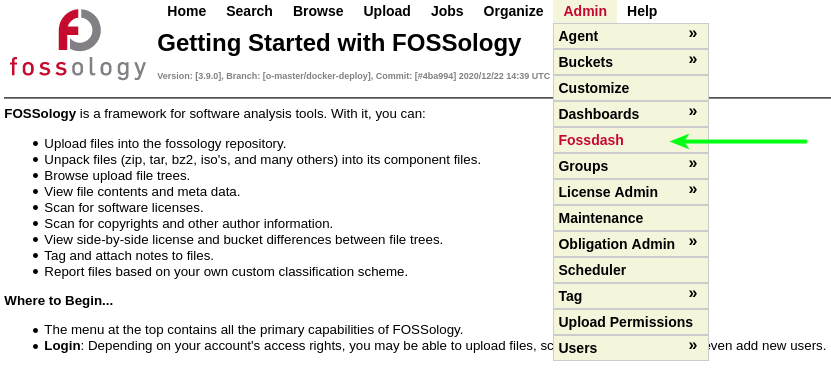 Home Search Browse Upload Jobs Organize Admin Help
fossology
Getting Started with FOSSology
Version: [3.9.0], Branch: [o-master/docker-deploy], Commit: [#4ba994] 2020/12/22 14:39 UTC
Agent »
Buckets »
Customize
Dashboards »
Fossdash
Groups »
License Admin »
Maintenance
Obligation Admin »
Scheduler
Tag »
Upload Permissions
Users »
FOSSology is a framework for software analysis tools. With it, you can:
• Upload files into the fossology repository.
• Unpack files (zip, tar, bz2, iso's, and many others) into its component files.
• Browse upload file trees.
• View file contents and meta data.
• Scan for software licenses.
• Scan for copyrights and other author information.
• View side-by-side license and bucket differences between file trees.
• Tag and attach notes to files.
• Report files based on your own custom classification scheme.
Where to Begin...
• The menu at the top contains all the primary capabilities of FOSSology.
• Login: Depending on your account's access rights, you may be able to upload files, even add new users.